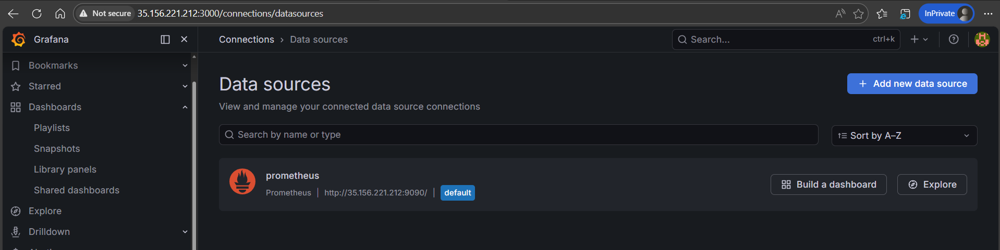 Not secure 35.156.221.212:3000/connections/datasources InPrivate
Grafana
Connections › Data sources
Search... ctrl+k
Bookmarks
Starred
Dashboards
Playlists
Snapshots
Library panels
Shared dashboards
Explore
Drilldown
Data sources
Add new data source
View and manage your connected data source connections
Search by name or type
Sort by A–Z
prometheus
Prometheus | http://35.156.221.212:9090/ | default
Build a dashboard
Explore